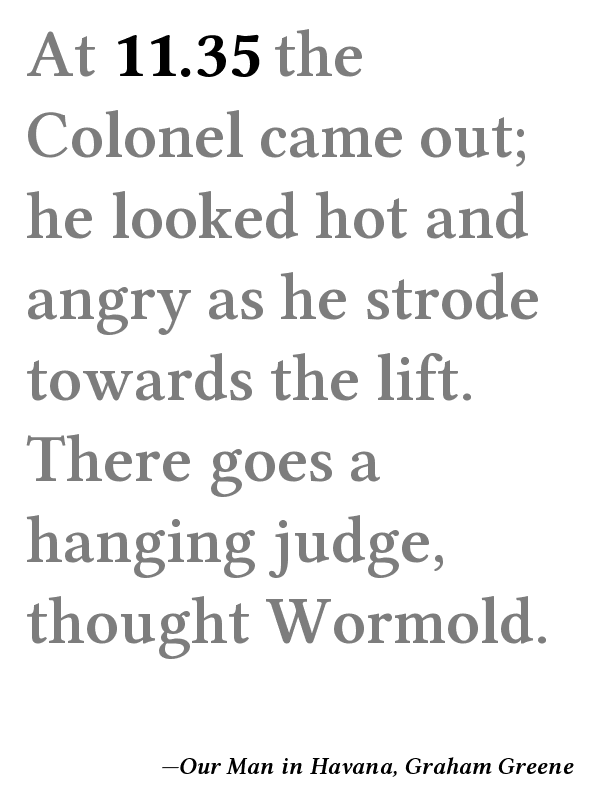 At 11.35 the
Colonel came out;
he looked hot and
angry as he strode
towards the lift.
There goes a
hanging judge,
thought Wormold.
—Our Man in Havana, Graham Greene